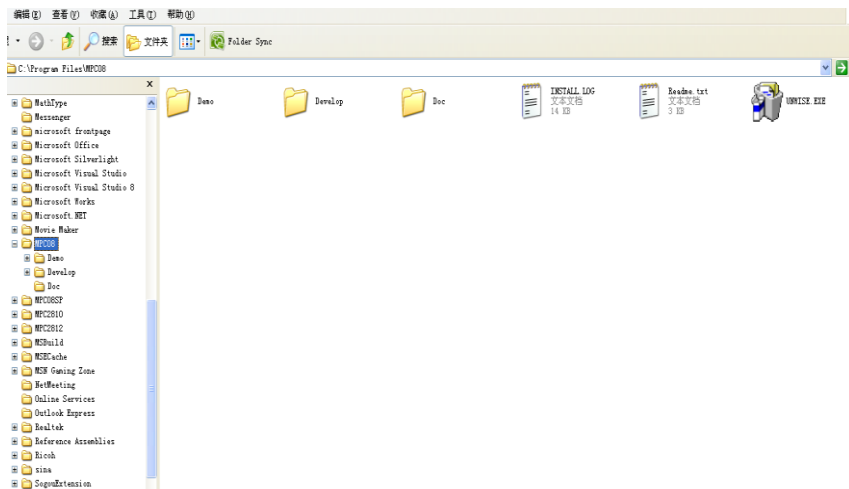 编辑(E) 查看(V) 收藏(A) 工具(T) 帮助(H)
搜索 文件夹 Folder Sync
C:\Program Files\MPC08
x
MathType
Messenger
microsoft frontpage
Microsoft Office
Microsoft Silverlight
Microsoft Visual Studio
Microsoft Visual Studio 8
Microsoft Works
Microsoft.NET
Movie Maker
MPC08
Demo
Develop
Doc
MPC08SP
MPC2810
MPC2812
MSBuild
MSECache
MSN Gaming Zone
NetMeeting
Online Services
Outlook Express
Realtek
Reference Assemblies
Ricoh
sina
SogouExtension
Demo
Develop
Doc
INSTALL LOG
文本文档
14 KB
Readme.txt
文本文档
3 KB
UNWISE.EXE